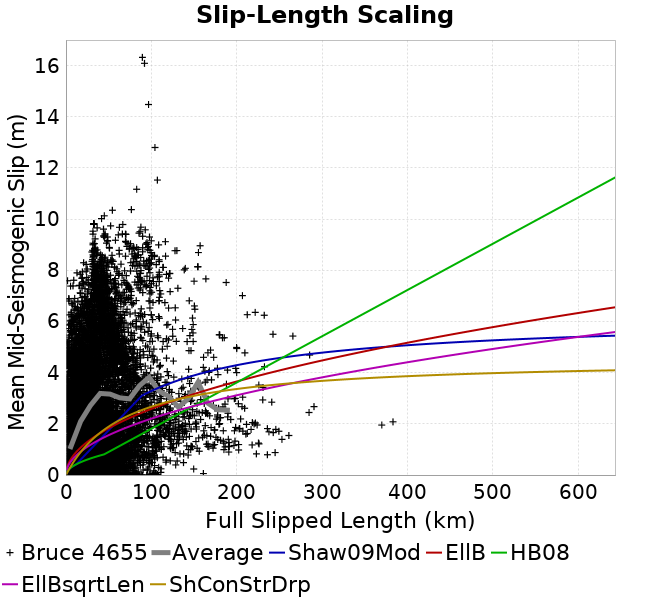 Slip-Length Scaling
Mean Mid-Seismogenic Slip (m)
16
14
12
10
8
6
4
2
0
0 100 200 300 400 500 600
Full Slipped Length (km)
Bruce 4655 Average Shaw09Mod EllB HB08
EllBsqrtLen ShConStrDrp